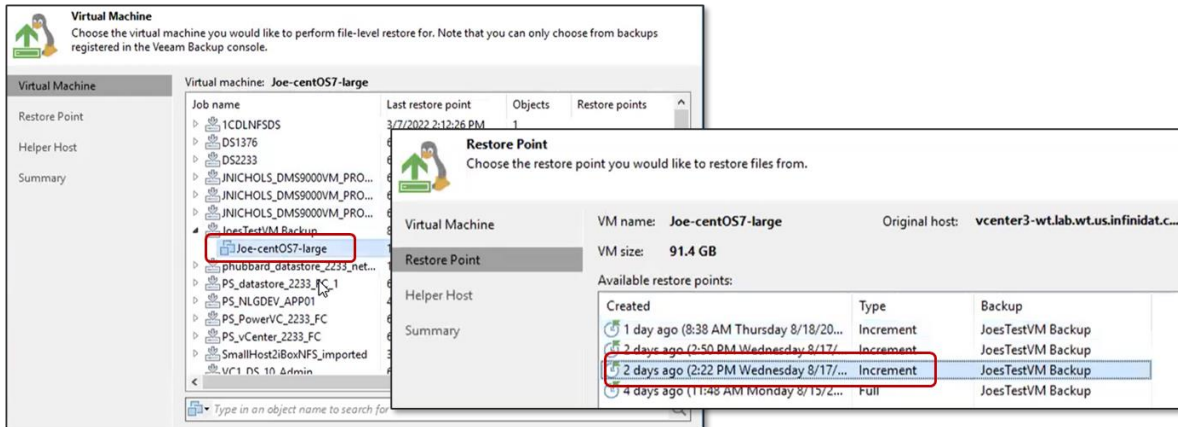 Virtual Machine
Choose the virtual machine you would like to perform file-level restore for. Note that you can only choose from backups
registered in the Veeam Backup console.
Virtual Machine
Restore Point
Helper Host
Summary
Virtual machine: Joe-centOS7-large
Job name Last restore point Objects Restore points
1CDLNFSDS 3/7/2022 2:12:26 PM 1
DS1376
DS2233
JNICHOLS_DMS9000VM_PRO...
JNICHOLS_DMS9000VM_PRO...
JNICHOLS_DMS9000VM_PRO...
JoesTestVM Backup
Joe-centOS7-large
phubbard_datastore_2233_net...
PS_datastore_2233_FC_1
PS_NLGDEV_APP01
PS_PowerVC_2233_FC
PS_vCenter_2233_FC
SmallHost2iBoxNFS_imported
VC1_DS_10_Admin
Type in an object name to search for
Restore Point
Choose the restore point you would like to restore files from.
Virtual Machine
Restore Point
Helper Host
Summary
VM name: Joe-centOS7-large Original host: vcenter3-wt.lab.wt.us.infinidat.c...
VM size: 91.4 GB
Available restore points:
Created Type Backup
1 day ago (8:38 AM Thursday 8/18/20... Increment JoesTestVM Backup
2 days ago (2:50 PM Wednesday 8/17/... Increment JoesTestVM Backup
2 days ago (2:22 PM Wednesday 8/17/... Increment JoesTestVM Backup
4 days ago (11:48 AM Monday 8/15/2... Full JoesTestVM Backup